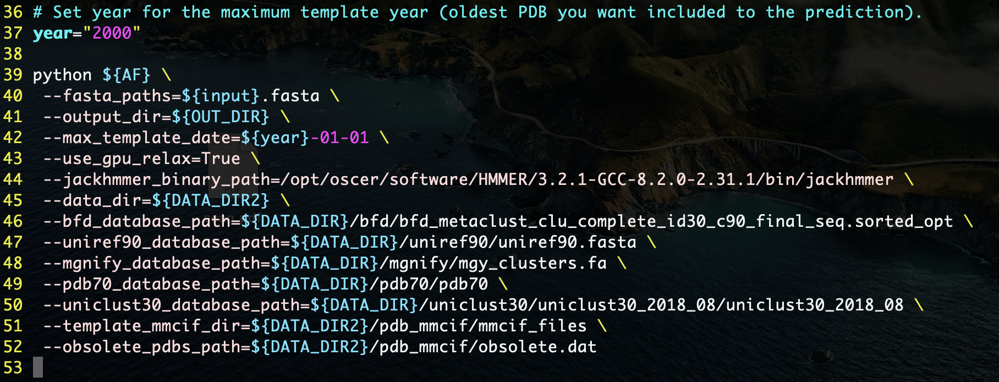 36 # Set year for the maximum template year (oldest PDB you want included to the prediction).
37 year="2000"
38
39 python ${AF} \
40  --fasta_paths=${input}.fasta \
41  --output_dir=${OUT_DIR} \
42  --max_template_date=${year}-01-01 \
43  --use_gpu_relax=True \
44  --jackhmmer_binary_path=/opt/oscer/software/HMMER/3.2.1-GCC-8.2.0-2.31.1/bin/jackhmmer \
45  --data_dir=${DATA_DIR2} \
46  --bfd_database_path=${DATA_DIR}/bfd/bfd_metaclust_clu_complete_id30_c90_final_seq.sorted_opt \
47  --uniref90_database_path=${DATA_DIR}/uniref90/uniref90.fasta \
48  --mgnify_database_path=${DATA_DIR}/mgnify/mgy_clusters.fa \
49  --pdb70_database_path=${DATA_DIR}/pdb70/pdb70 \
50  --uniclust30_database_path=${DATA_DIR}/uniclust30/uniclust30_2018_08/uniclust30_2018_08 \
51  --template_mmcif_dir=${DATA_DIR2}/pdb_mmcif/mmcif_files \
52  --obsolete_pdbs_path=${DATA_DIR2}/pdb_mmcif/obsolete.dat
53